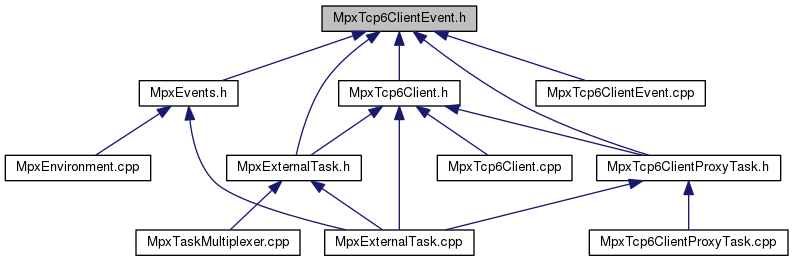 MpxTcp6ClientEvent.h
MpxEvents.h
MpxTcp6Client.h
MpxTcp6ClientEvent.cpp
MpxEnvironment.cpp
MpxExternalTask.h
MpxTcp6Client.cpp
MpxTcp6ClientProxyTask.h
MpxTaskMultiplexer.cpp
MpxExternalTask.cpp
MpxTcp6ClientProxyTask.cpp